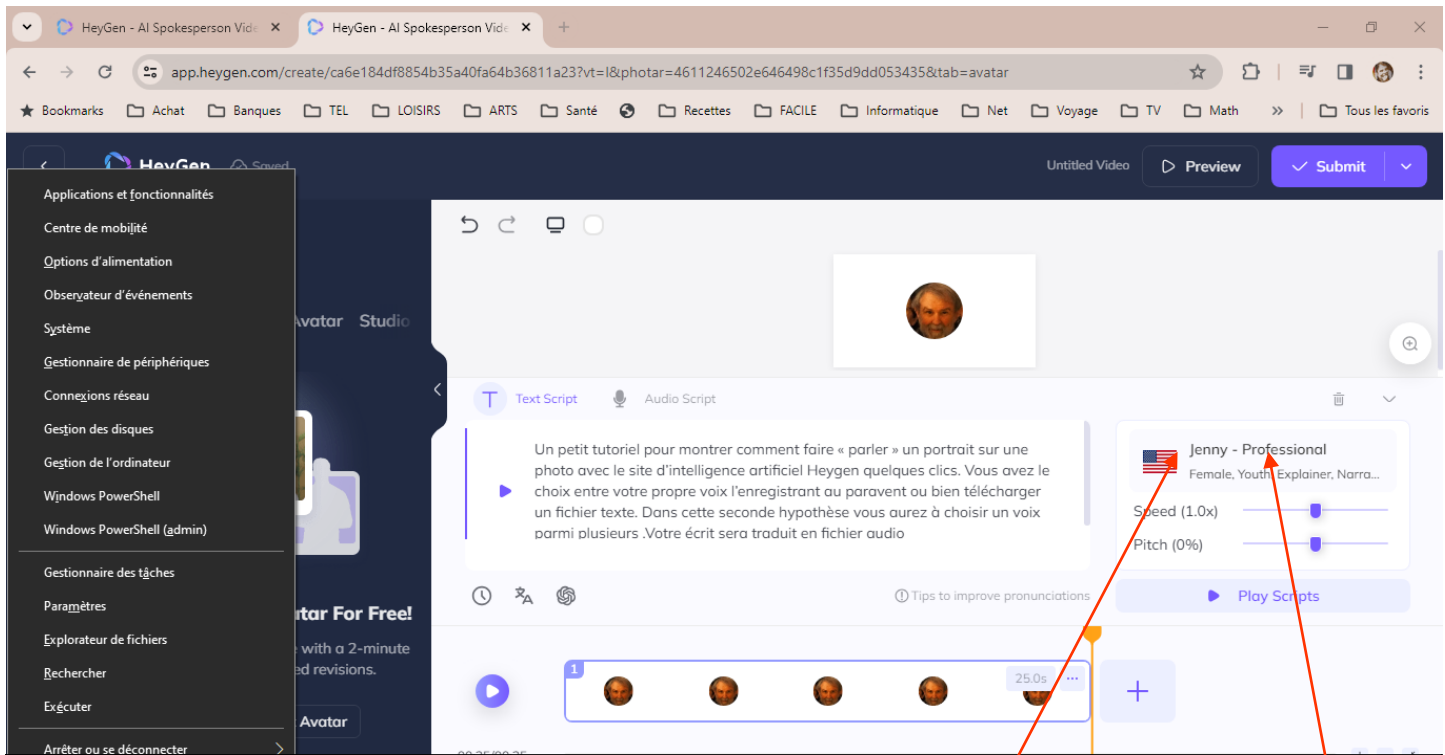 HeyGen - AI Spokesperson Vide
HeyGen - AI Spokesperson Vide
app.heygen.com/create/ca6e184df8854b35a40fa64b36811a23?vt=l&photar=4611246502e646498c1f35d9dd053435&tab=avatar
Bookmarks Achat Banques TEL LOISIRS ARTS Santé Recettes FACILE Informatique Net Voyage TV Math » Tous les favoris
HeyGen Saved Untitled Video Preview Submit
Applications et fonctionnalités
Centre de mobilité
Options d'alimentation
Observateur d'événements
Système
Gestionnaire de périphériques
Connexions réseau
Gestion des disques
Gestion de l'ordinateur
Windows PowerShell
Windows PowerShell (admin)
Gestionnaire des tâches
Paramètres
Explorateur de fichiers
Rechercher
Exécuter
Arrêter ou se déconnecter
Avatar Studio
tar For Free!
with a 2-minute
ed revisions.
Avatar
Text Script Audio Script
Un petit tutoriel pour montrer comment faire « parler » un portrait sur une
photo avec le site d'intelligence artificiel Heygen quelques clics. Vous avez le
choix entre votre propre voix l'enregistrant au paravent ou bien télécharger
un fichier texte. Dans cette seconde hypothèse vous aurez à choisir un voix
parmi plusieurs .Votre écrit sera traduit en fichier audio
Jenny - Professional
Female, Youth, Explainer, Narra...
Speed (1.0x)
Pitch (0%)
Tips to improve pronunciations
Play Scripts
1
25.0s ...